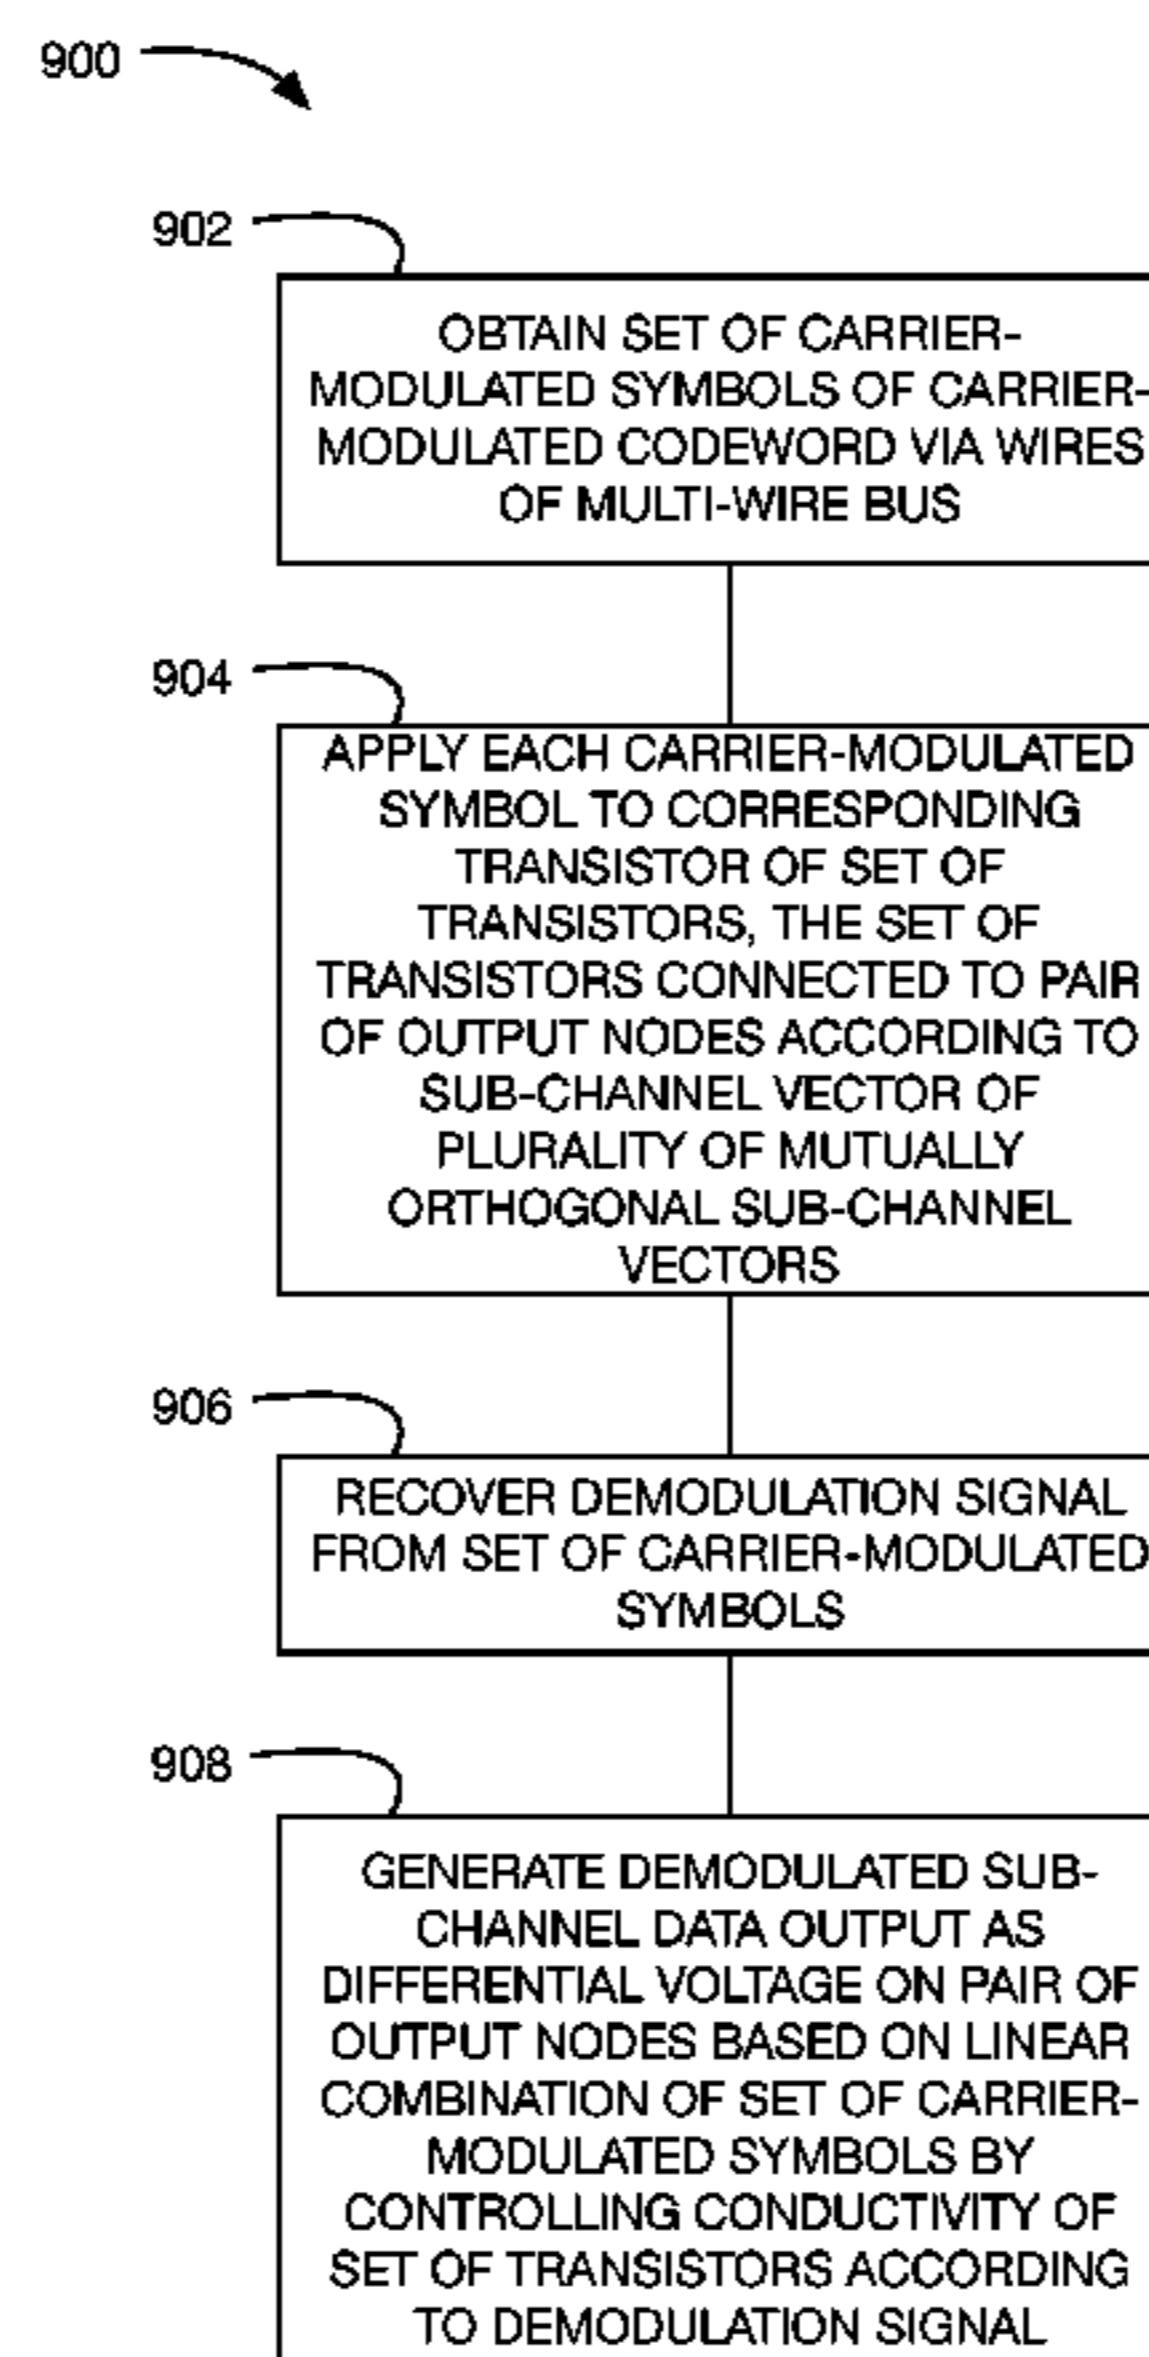 900
902
OBTAIN SET OF CARRIER-
MODULATED SYMBOLS OF CARRIER-
MODULATED CODEWORD VIA WIRES
OF MULTI-WIRE BUS
904
APPLY EACH CARRIER-MODULATED
SYMBOL TO CORRESPONDING
TRANSISTOR OF SET OF
TRANSISTORS, THE SET OF
TRANSISTORS CONNECTED TO PAIR
OF OUTPUT NODES ACCORDING TO
SUB-CHANNEL VECTOR OF
PLURALITY OF MUTUALLY
ORTHOGONAL SUB-CHANNEL
VECTORS
906
RECOVER DEMODULATION SIGNAL
FROM SET OF CARRIER-MODULATED
SYMBOLS
908
GENERATE DEMODULATED SUB-
CHANNEL DATA OUTPUT AS
DIFFERENTIAL VOLTAGE ON PAIR OF
OUTPUT NODES BASED ON LINEAR
COMBINATION OF SET OF CARRIER-
MODULATED SYMBOLS BY
CONTROLLING CONDUCTIVITY OF
SET OF TRANSISTORS ACCORDING
TO DEMODULATION SIGNAL